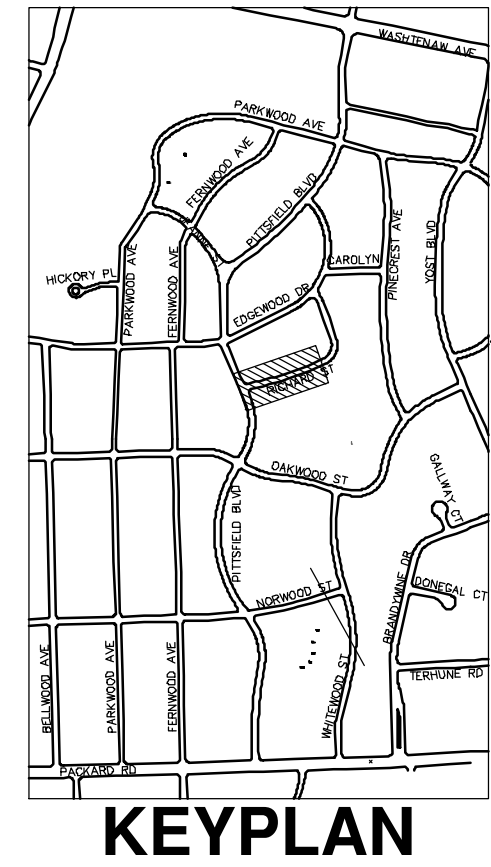 WASHTENAW AVE
PARKWOOD AVE
FERNWOOD AVE
PITTSFIELD BLVD
CAROLYN
PINECREST AVE
YOST BLVD
HICKORY PL
PARKWOOD AVE
FERNWOOD AVE
EDGEWOOD DR
RICHARD ST
OAKWOOD ST
GALLWAY CT
PITTSFIELD BLVD
NORWOOD ST
BRANDYWINE DR
DONEGAL CT
TERHUNE RD
BELLWOOD AVE
PARKWOOD AVE
FERNWOOD AVE
WHITEWOOD ST
PACKARD RD
KEYPLAN